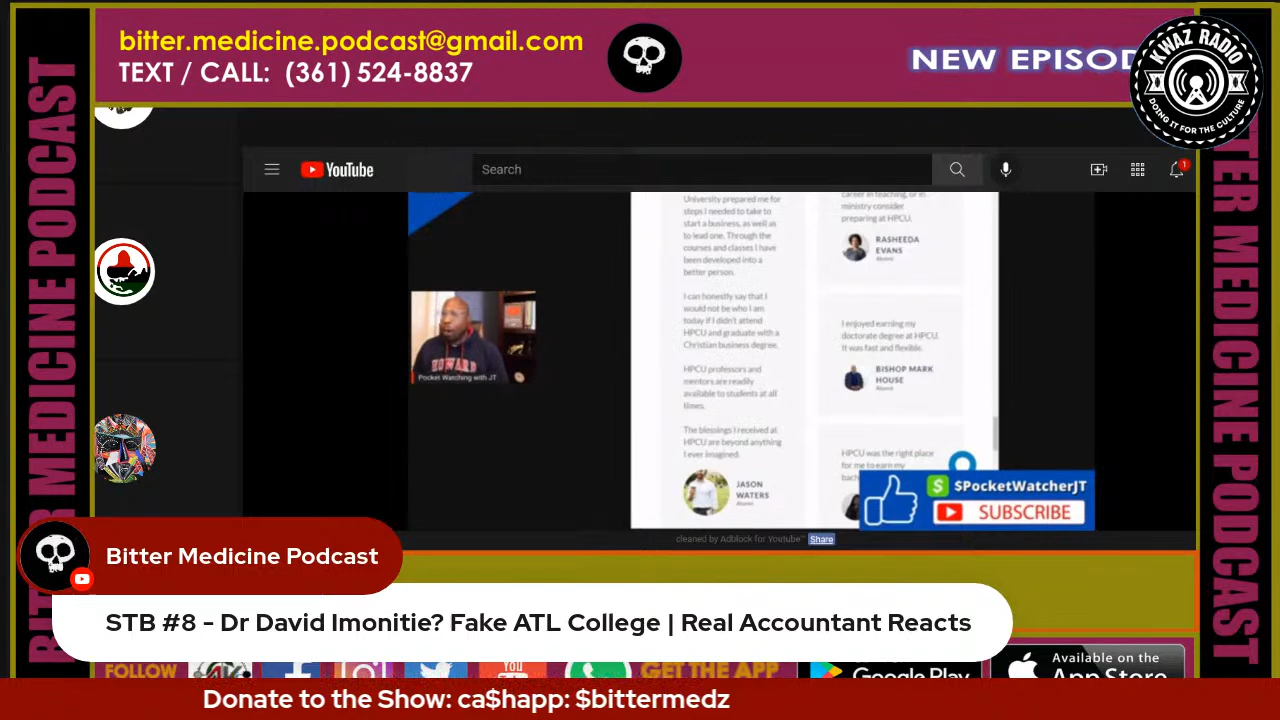 bitter.medicine.podcast@gmail.com
TEXT / CALL: (361) 524-8837
NEW EPISOD
KWAZ RADIO
DOING IT FOR THE CULTURE
BITTER MEDICINE PODCAST
TTER MEDICINE PODCAST
YouTube
Search
1
University prepared me for
steps I needed to take to
start a business, as well as
to lead one. Through the
courses and classes I have
been developed into a
better person.
I can honestly say that I
would not be who I am
today if I didn't attend
HPCU and graduate with a
Christian business degree.
HPCU professors and
mentors are readily
available to students at all
times.
The blessings I received at
HPCU are beyond anything
I ever imagined.
JASON
WATERS
Alumni
career in teaching, or in
ministry consider
preparing at HPCU.
RASHEEDA
EVANS
Alumni
I enjoyed earning my
doctorate degree at HPCU.
It was fast and flexible.
BISHOP MARK
HOUSE
Alumni
HPCU was the right place
for me to earn my
HOWARD
Pocket Watching with JT
$PocketWatcherJT
SUBSCRIBE
cleaned by Adblock for Youtube™ Share
Bitter Medicine Podcast
STB #8 - Dr David Imonitie? Fake ATL College | Real Accountant Reacts
FOLLOW
You
GET THE APP
Google Play
Available on the
App Store
Donate to the Show: ca$happ: $bittermedz